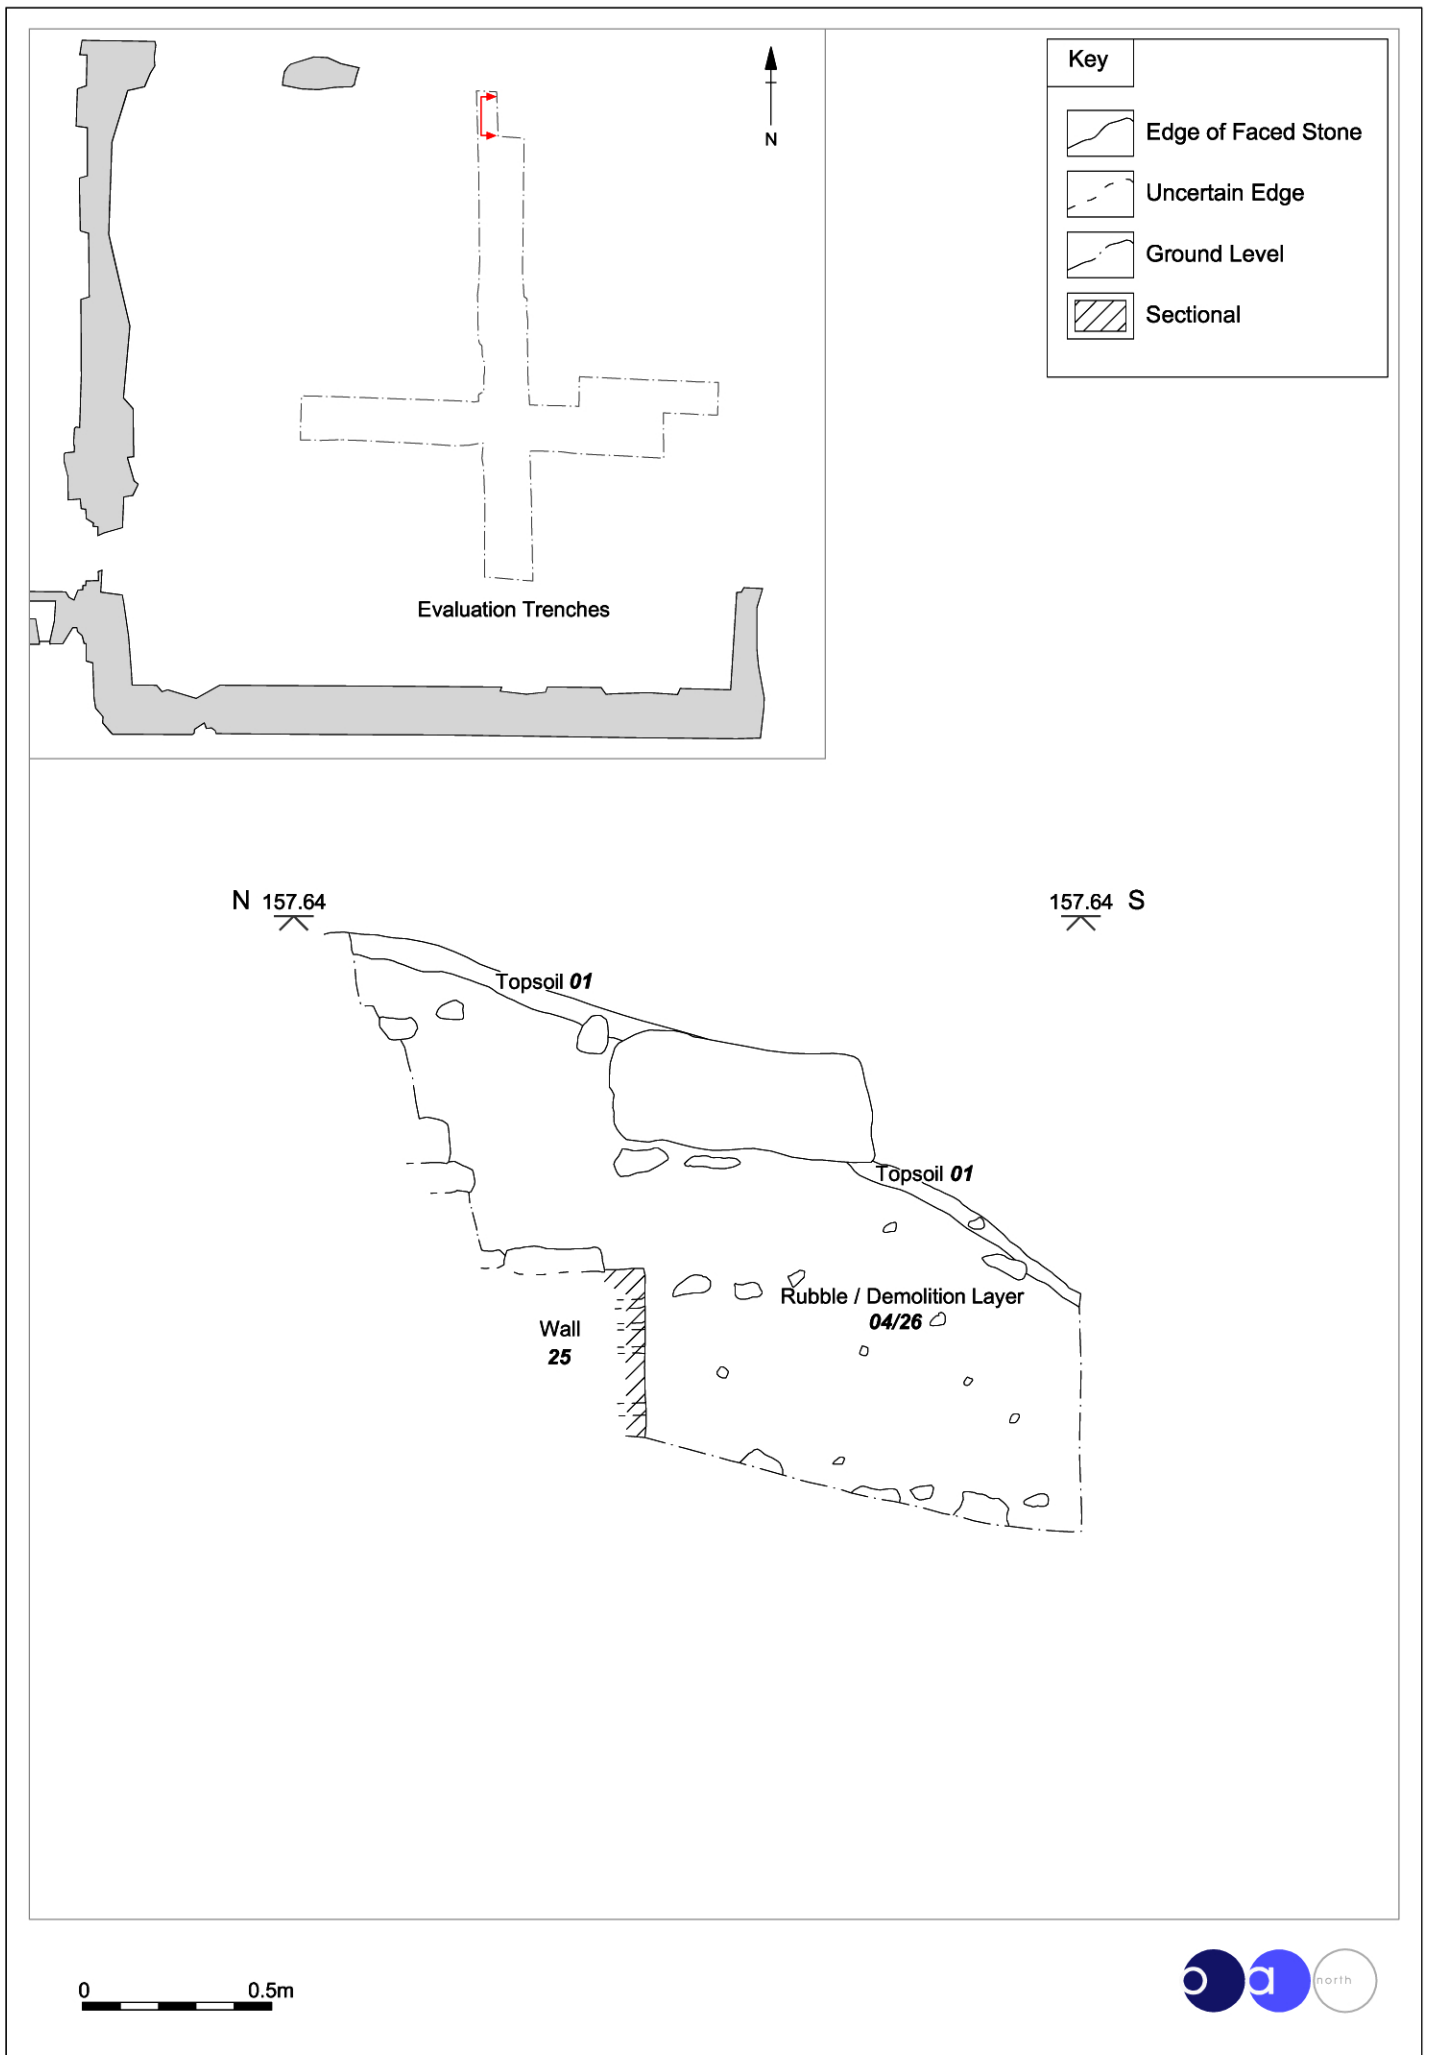 Key
Edge of Faced Stone
Uncertain Edge
Ground Level
Sectional
N
Evaluation Trenches
N 157.64
157.64 S
Topsoil 01
Topsoil 01
Rubble / Demolition Layer
04/26
Wall
25
0 0.5m
oa north